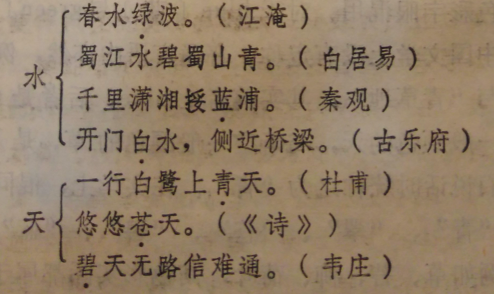 水
春水绿波。(江淹)
蜀江水碧蜀山青。(白居易)
千里潇湘挼蓝浦。(秦观)
开门白水，侧近桥梁。(古乐府)
天
一行白鹭上青天。(杜甫)
悠悠苍天。(《诗》)
碧天无路信难通。(韦庄)